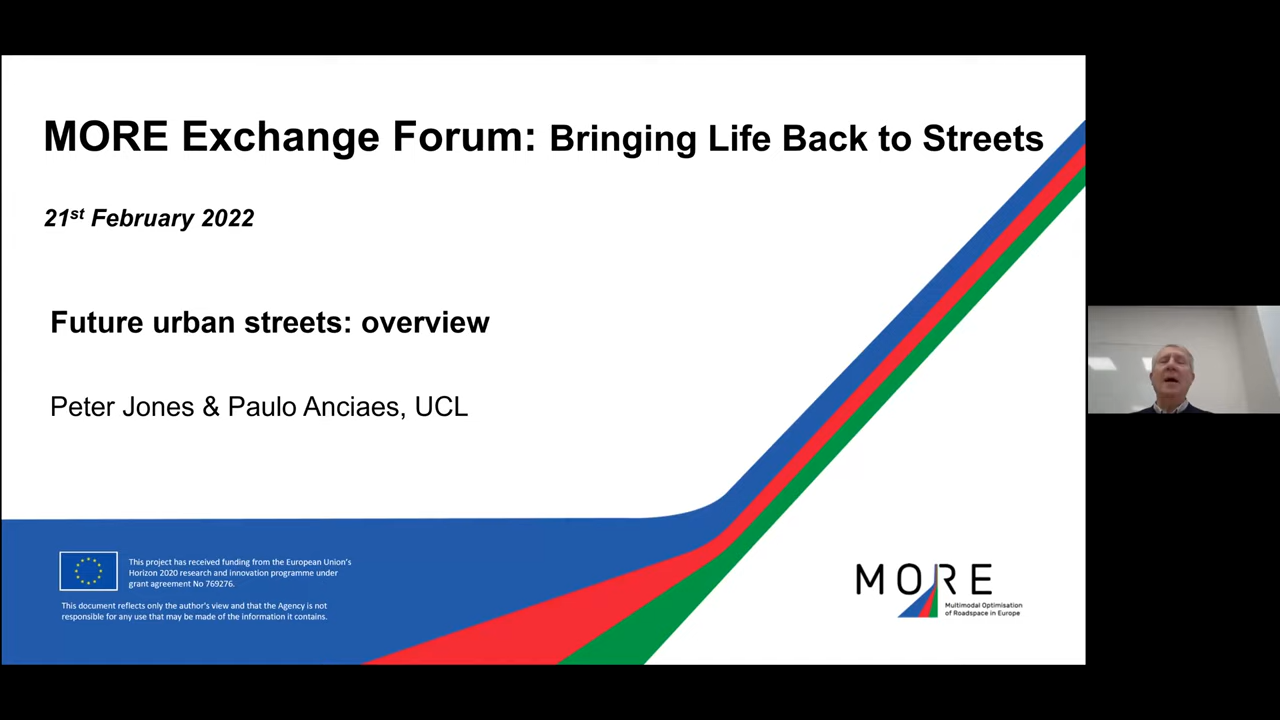 MORE Exchange Forum: Bringing Life Back to Streets
21st February 2022
Future urban streets: overview
Peter Jones & Paulo Anciaes, UCL
This project has received funding from the European Union's
Horizon 2020 research and innovation programme under
grant agreement No 769276.
This document reflects only the author's view and that the Agency is not
responsible for any use that may be made of the information it contains.
MORE
Multimodal Optimisation
of Roadspace in Europe